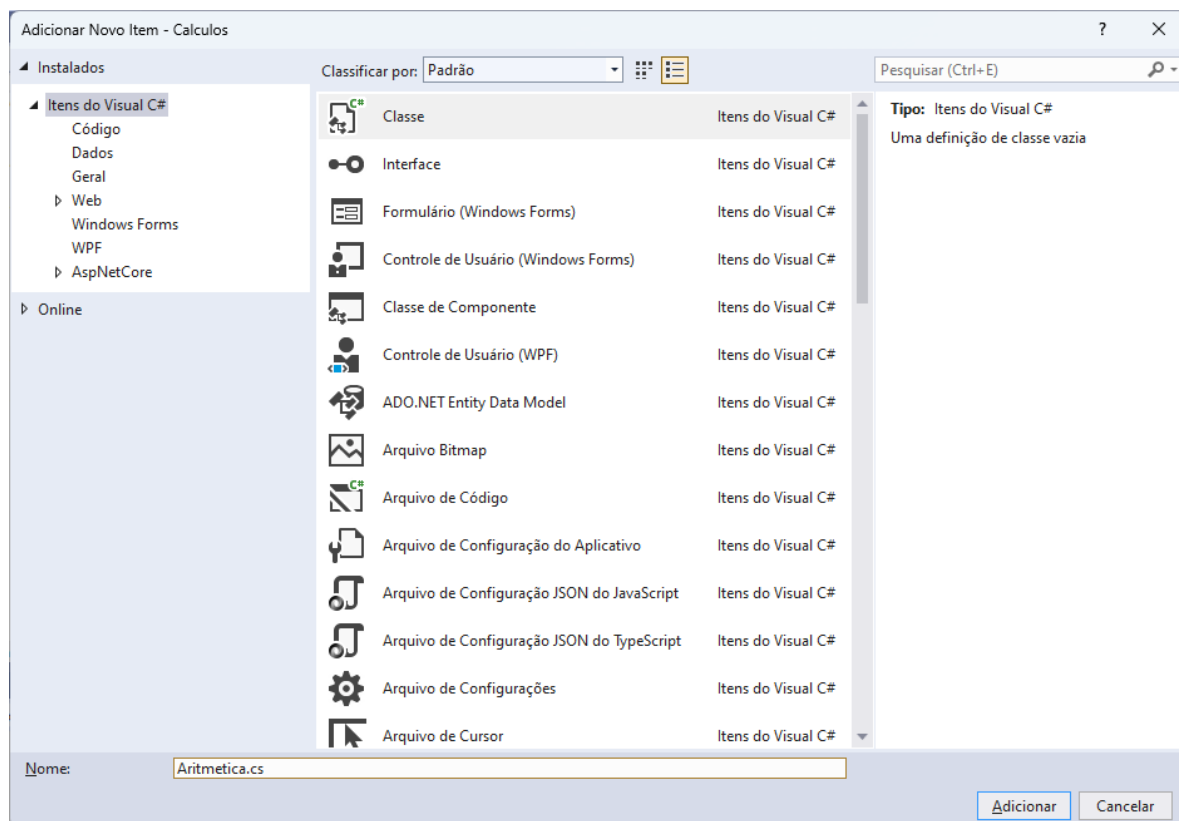 Adicionar Novo Item - Calculos
?
Instalados
Itens do Visual C#
Código
Dados
Geral
Web
Windows Forms
WPF
AspNetCore
Online
Classificar por: Padrão
C# Classe Itens do Visual C#
Interface Itens do Visual C#
Formulário (Windows Forms) Itens do Visual C#
Controle de Usuário (Windows Forms) Itens do Visual C#
Classe de Componente Itens do Visual C#
Controle de Usuário (WPF) Itens do Visual C#
ADO.NET Entity Data Model Itens do Visual C#
Arquivo Bitmap Itens do Visual C#
C# Arquivo de Código Itens do Visual C#
Arquivo de Configuração do Aplicativo Itens do Visual C#
Arquivo de Configuração JSON do JavaScript Itens do Visual C#
Arquivo de Configuração JSON do TypeScript Itens do Visual C#
Arquivo de Configurações Itens do Visual C#
Arquivo de Cursor Itens do Visual C#
Pesquisar (Ctrl+E)
Tipo: Itens do Visual C#
Uma definição de classe vazia
Nome: Aritmetica.cs
Adicionar Cancelar